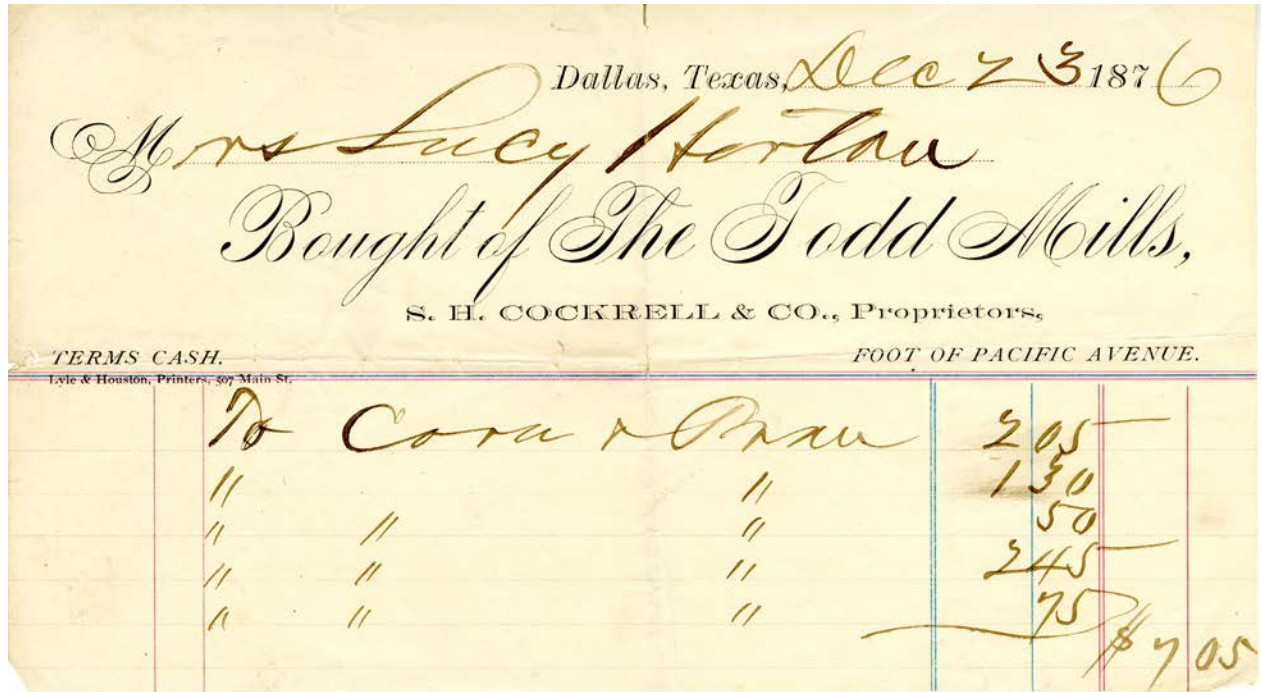 Dallas, Texas, Dec 23 1876
Mrs Lucy Horton
Bought of The Todd Mills,
S. H. COCKRELL & CO., Proprietors,
TERMS CASH. FOOT OF PACIFIC AVENUE.
Lyle & Houston, Printers, 507 Main St.
To Corn & Bran 2 05
" " 1 30
" " " 50
" " " 2 45
" " " 75
$7 05